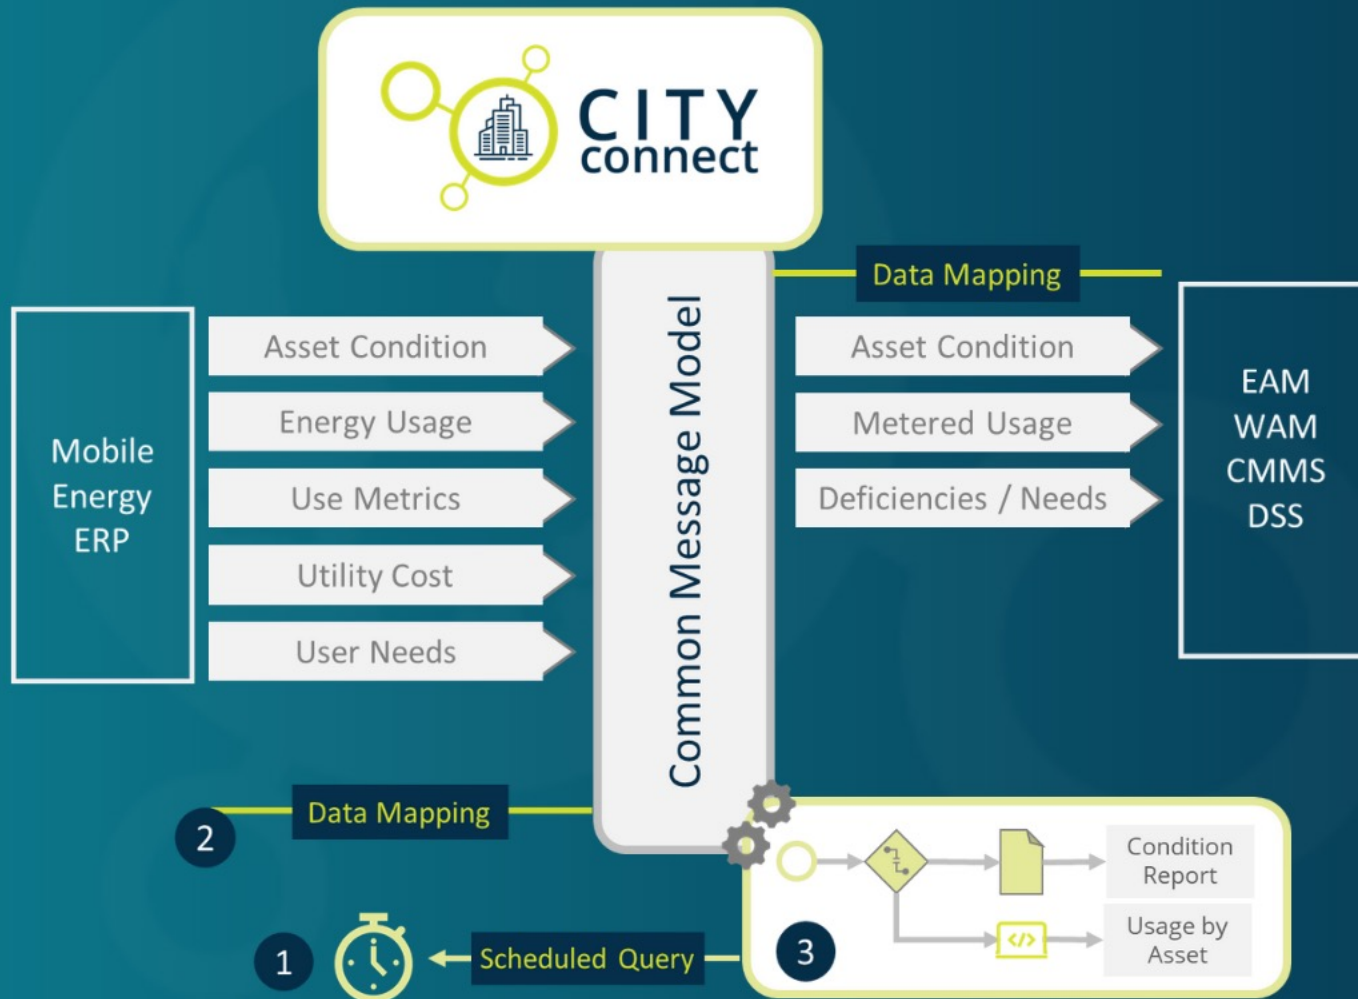 CITY
connect
Mobile
Energy
ERP
Asset Condition
Energy Usage
Use Metrics
Utility Cost
User Needs
Common Message Model
Data Mapping
Asset Condition
Metered Usage
Deficiencies / Needs
EAM
WAM
CMMS
DSS
2
Data Mapping
1
Scheduled Query
3
</>
Condition
Report
Usage by
Asset